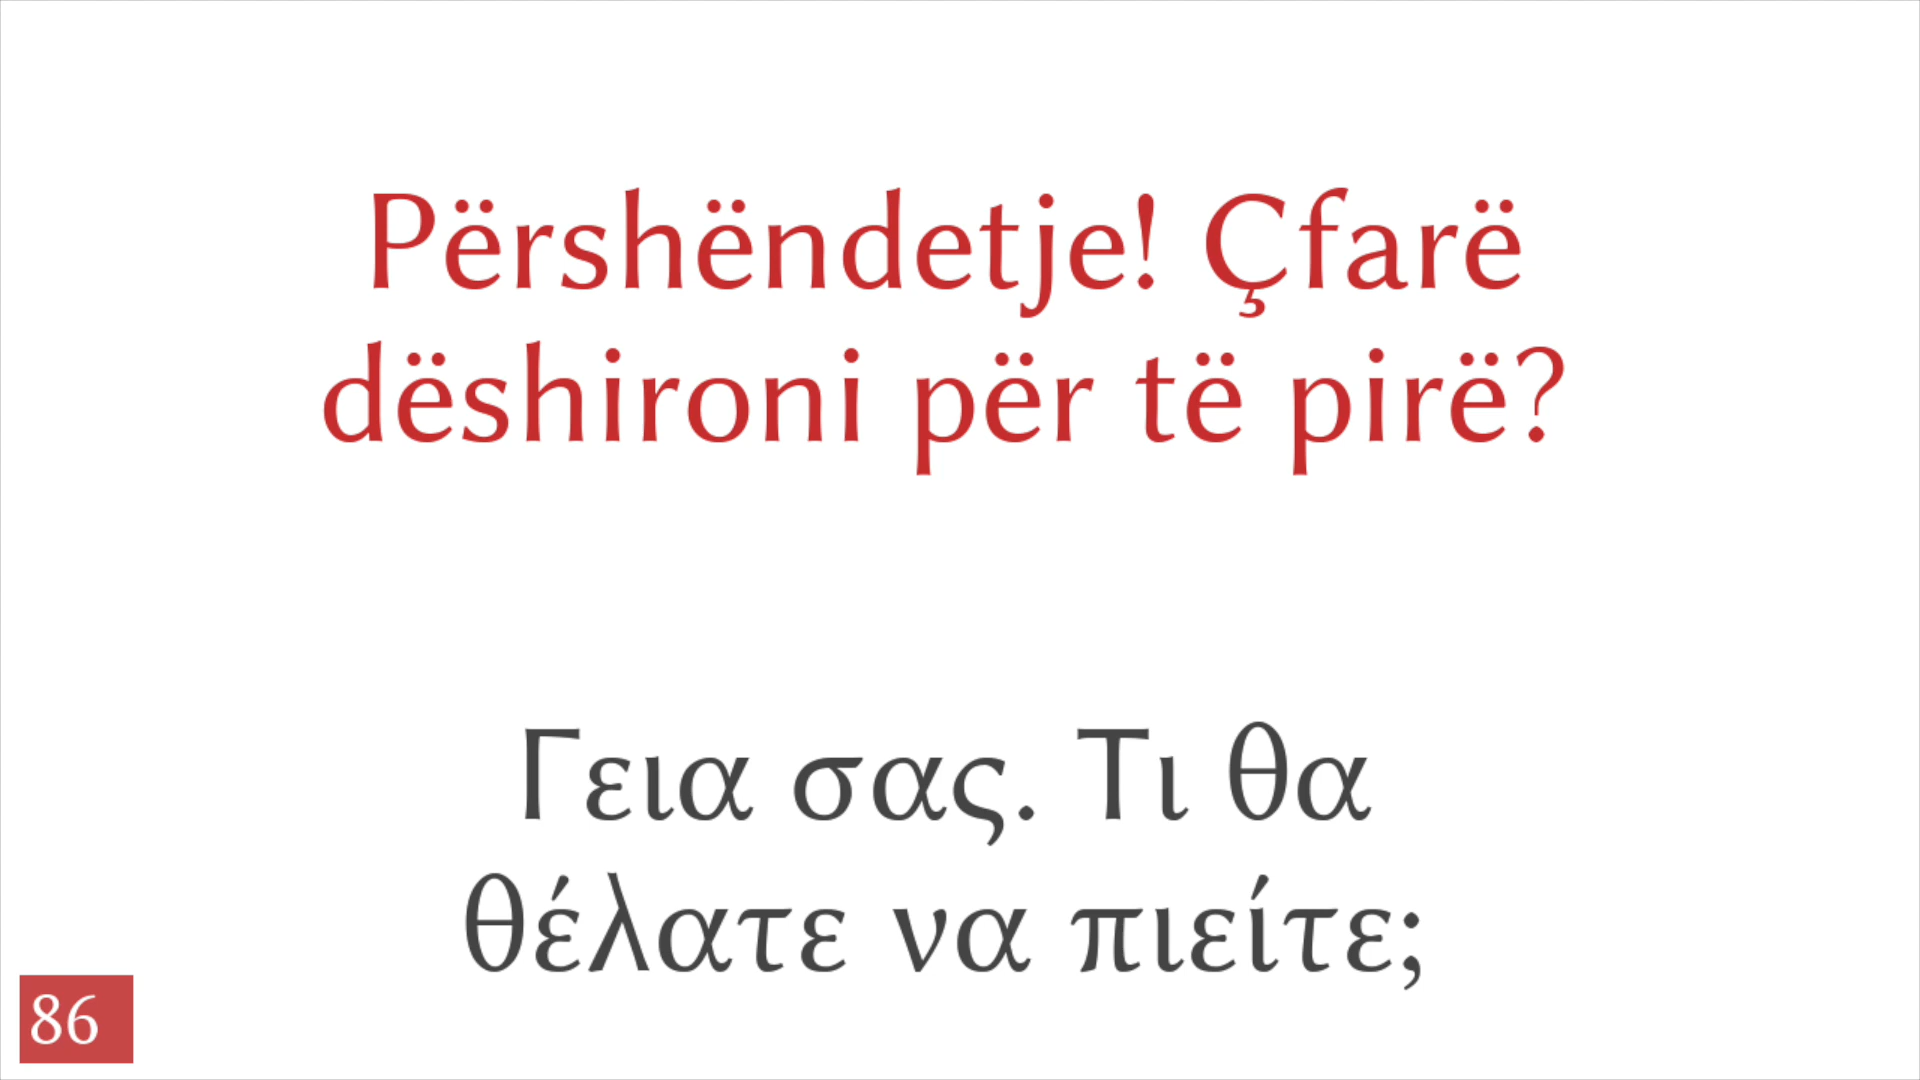 Përshëndetje! Çfarë
dëshironi për të pirë?
Γεια σας. Τι θα
θέλατε να πιείτε;
86